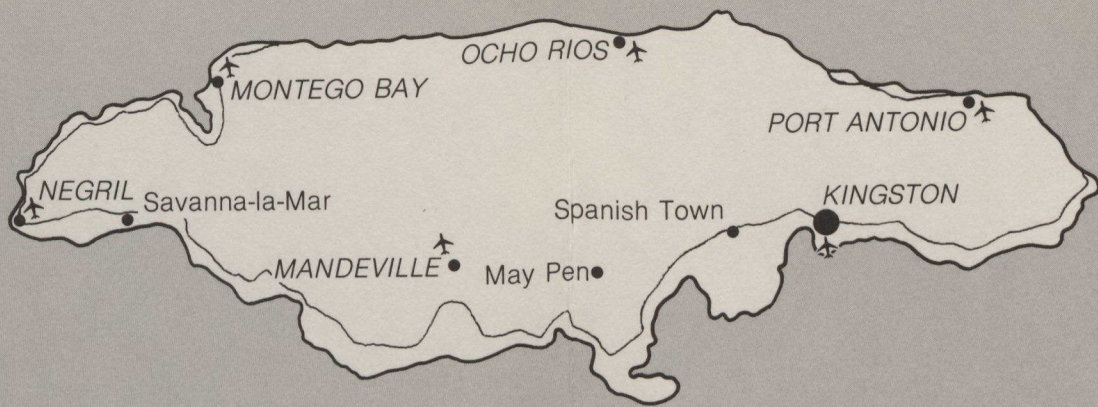 OCHO RIOS
MONTEGO BAY
PORT ANTONIO
NEGRIL
Savanna-la-Mar
KINGSTON
Spanish Town
MANDEVILLE
May Pen